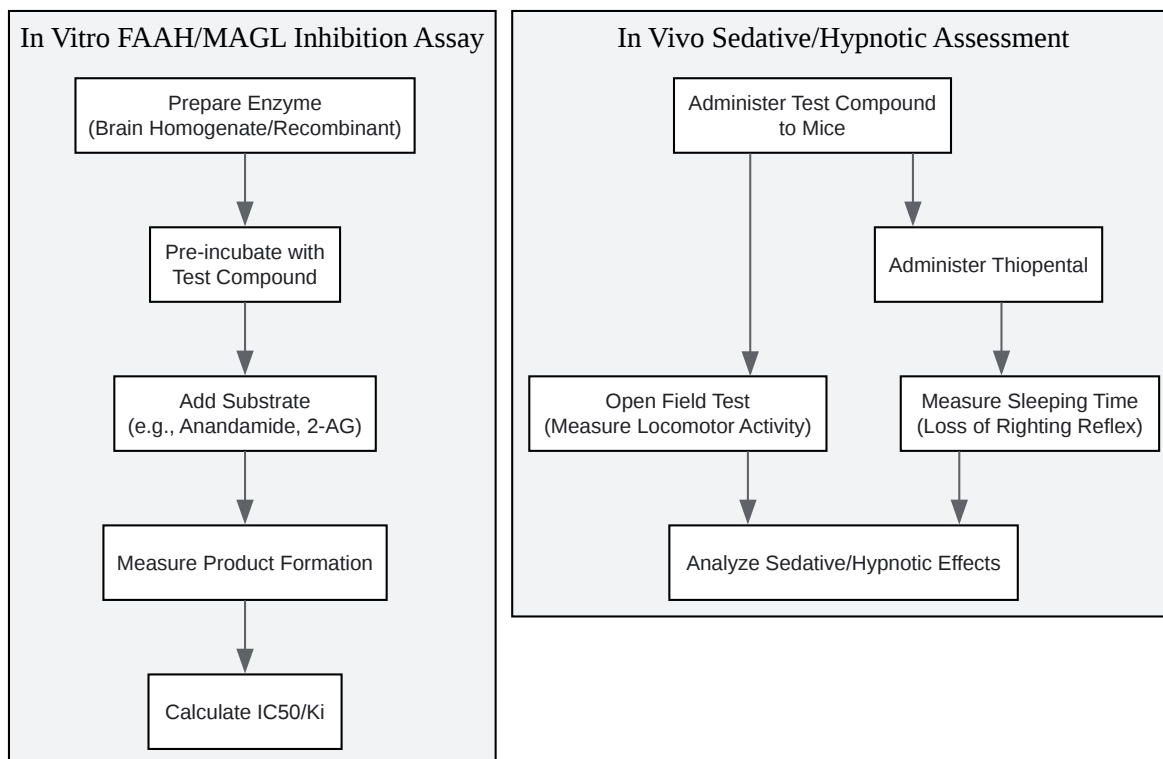 In Vitro FAAH/MAGL Inhibition Assay
Prepare Enzyme
(Brain Homogenate/Recombinant)
Pre-incubate with
Test Compound
Add Substrate
(e.g., Anandamide, 2-AG)
Measure Product Formation
Calculate IC50/Ki
In Vivo Sedative/Hypnotic Assessment
Administer Test Compound
to Mice
Administer Thiopental
Open Field Test
(Measure Locomotor Activity)
Measure Sleeping Time
(Loss of Righting Reflex)
Analyze Sedative/Hypnotic Effects